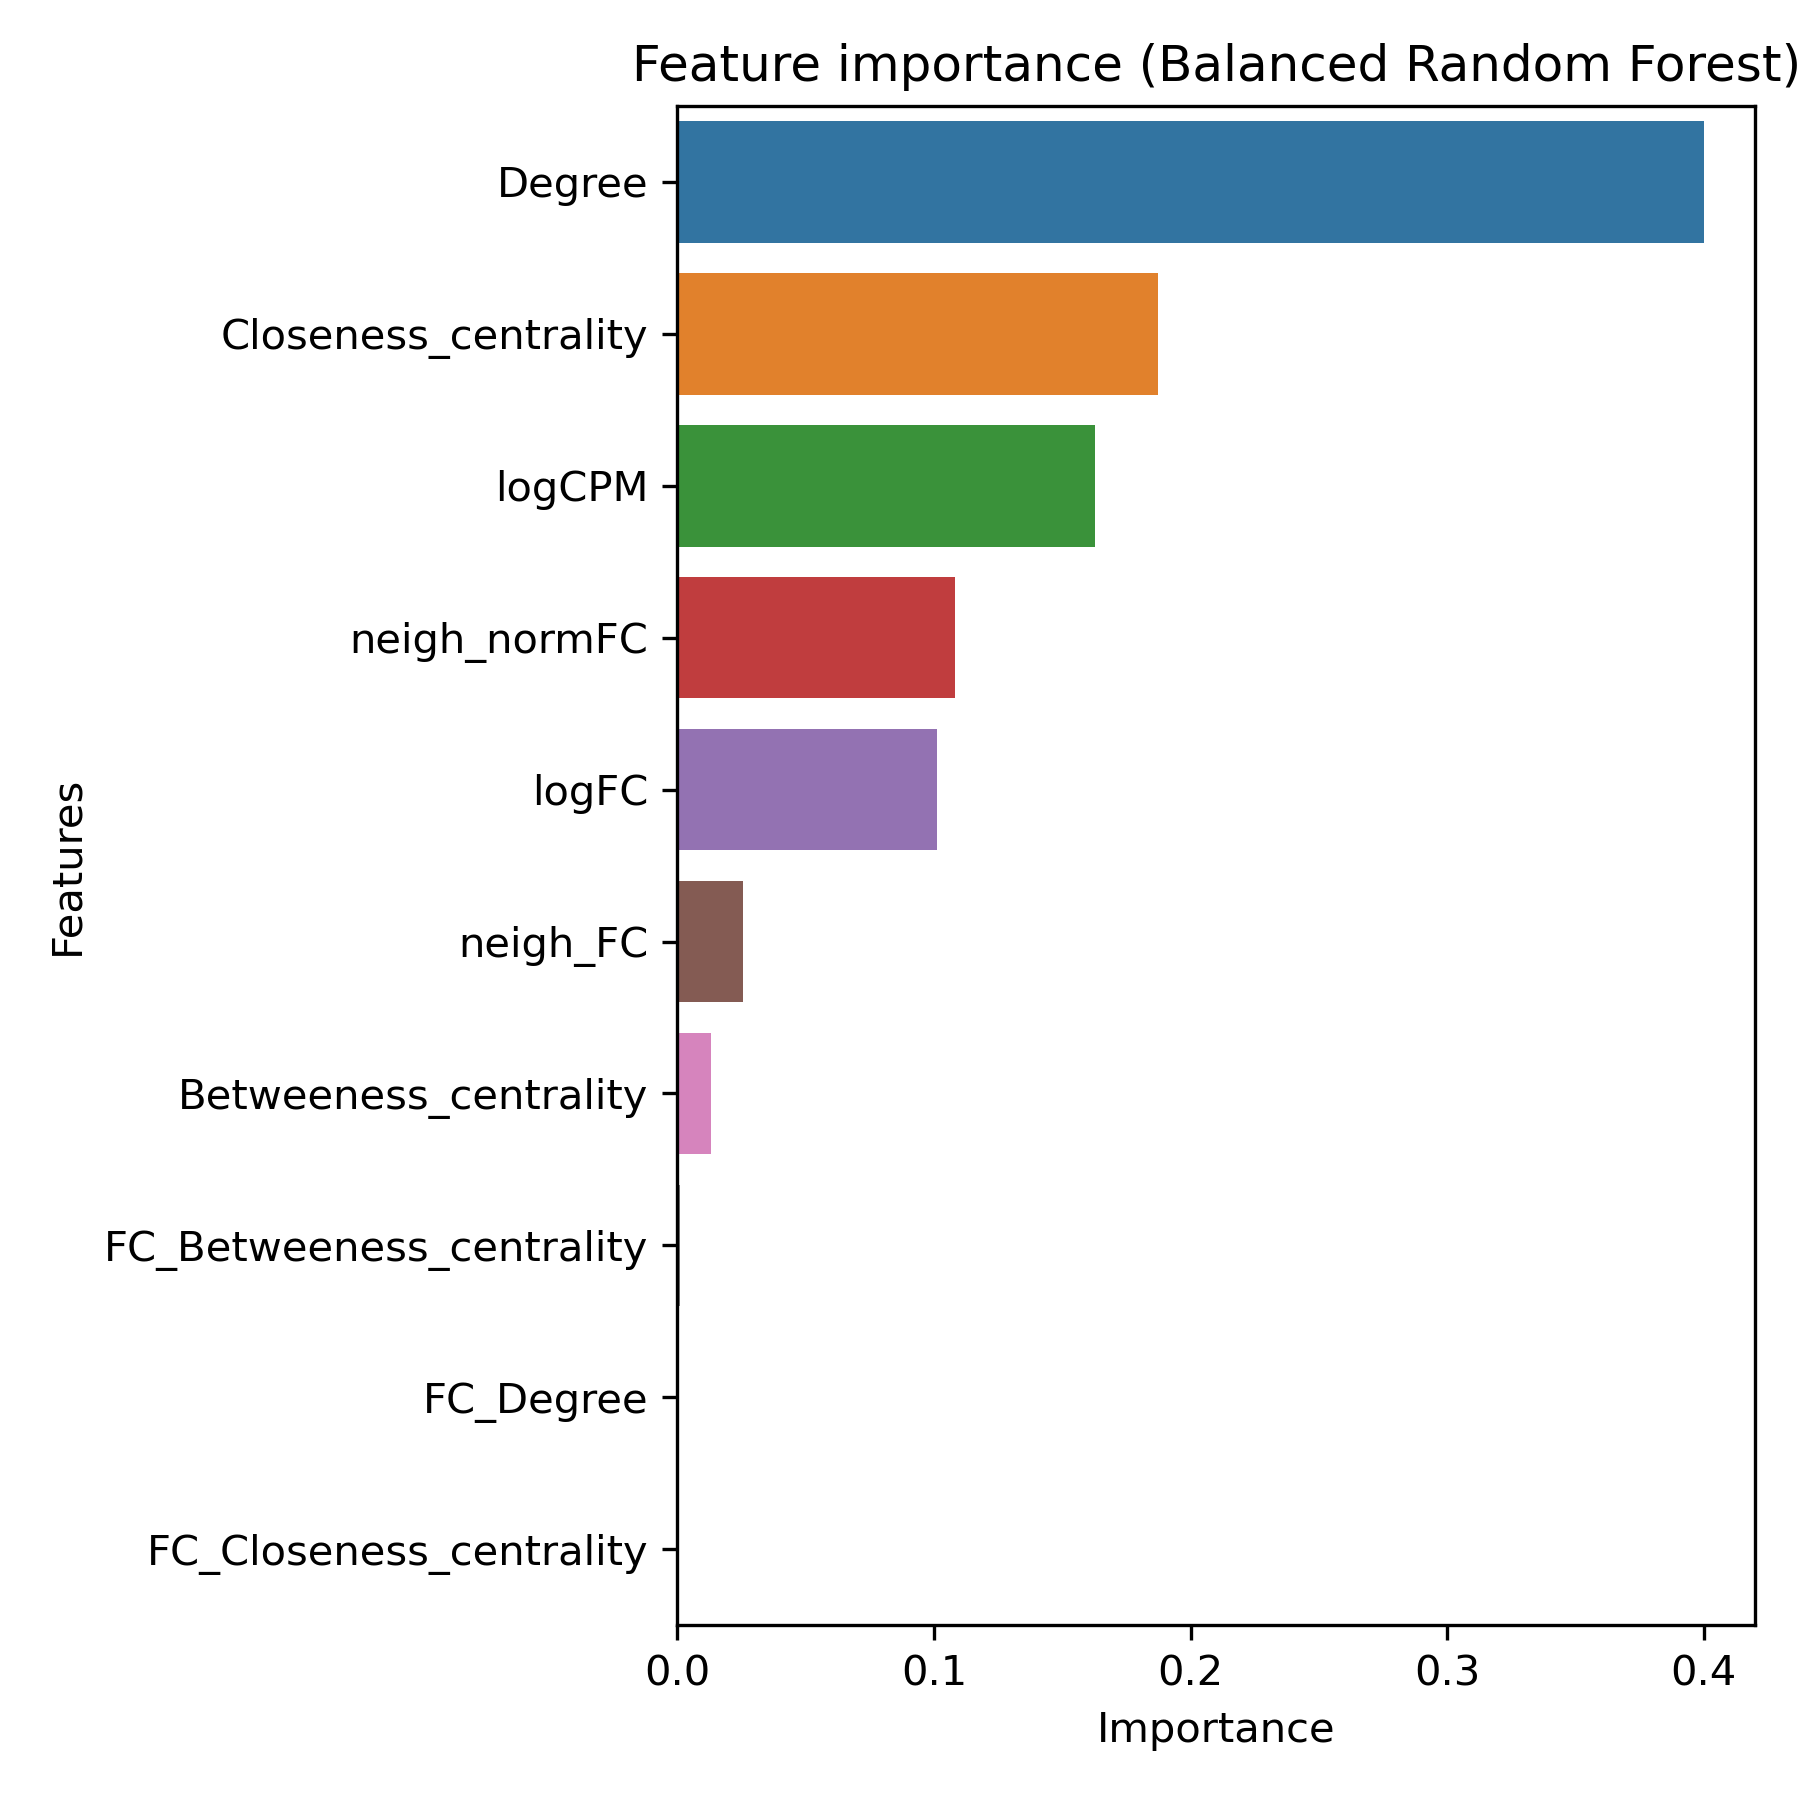 Feature importance (Balanced Random Forest)
Degree
Closeness_centrality
logCPM
neigh_normFC
logFC
neigh_FC
Betweeness_centrality
FC_Betweeness_centrality
FC_Degree
FC_Closeness_centrality
Features
0.0 0.1 0.2 0.3 0.4
Importance